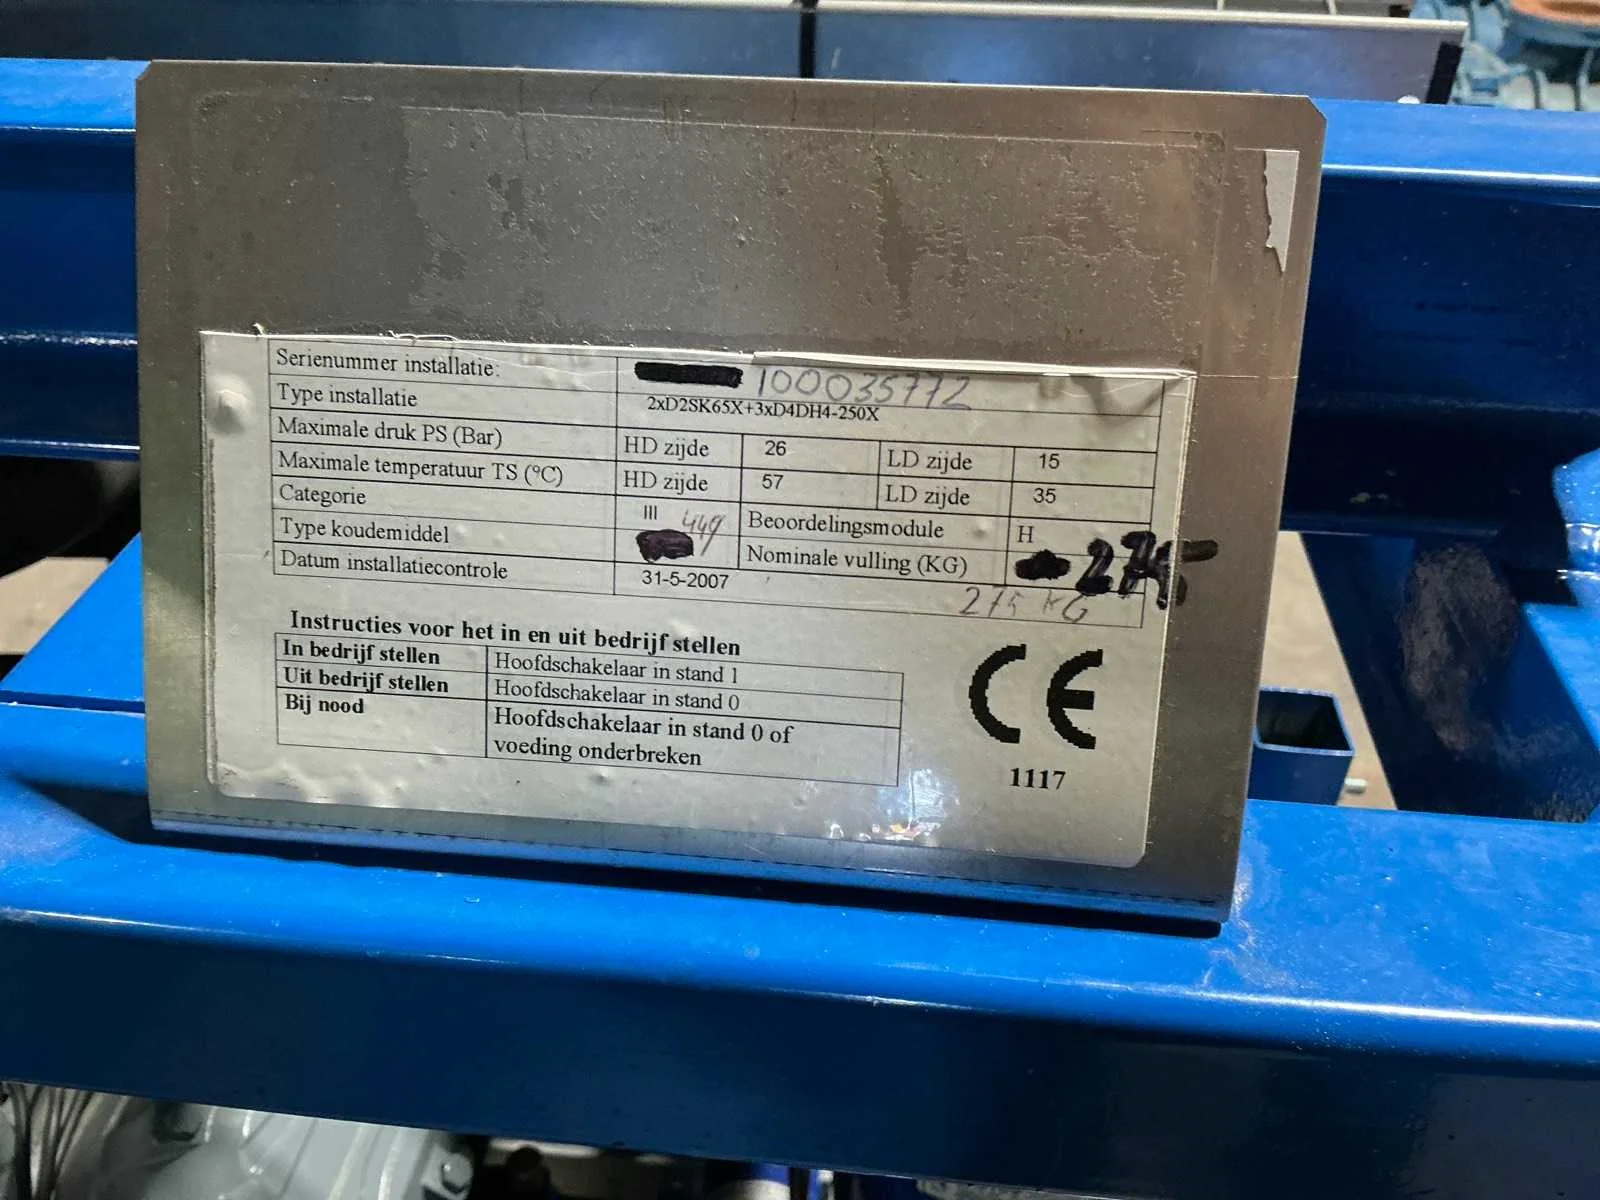 Serienummer installatie: 100035772
Type installatie 2xD2SK65X+3xD4DH4-250X
Maximale druk PS (Bar) HD zijde 26 LD zijde 15
Maximale temperatuur TS (°C) HD zijde 57 LD zijde 35
Categorie III Beoordelingsmodule H
Type koudemiddel 449 Nominale vulling (KG) 275
Datum installatiecontrole 31-5-2007 275 KG
Instructies voor het in en uit bedrijf stellen
In bedrijf stellen Hoofdschakelaar in stand 1
Uit bedrijf stellen Hoofdschakelaar in stand 0
Bij nood Hoofdschakelaar in stand 0 of
voeding onderbreken
CE
1117